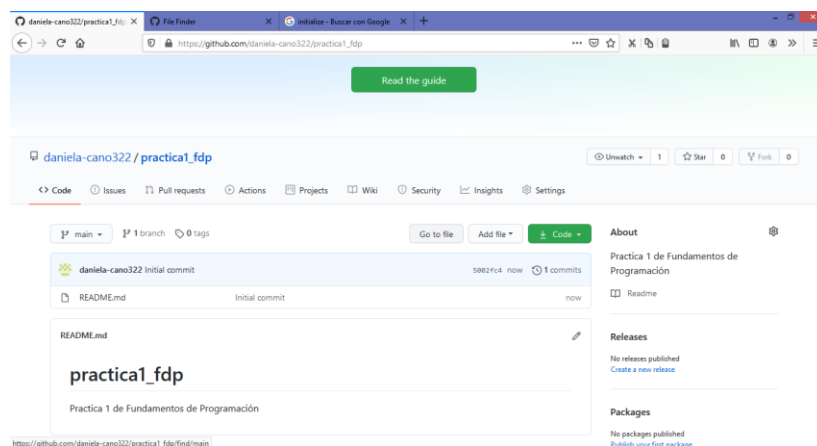 daniela-cano322/practica1_fdp
File Finder
initialize - Buscar con Google
https://github.com/daniela-cano322/practica1_fdp
Read the guide
daniela-cano322 / practica1_fdp
Unwatch 1
Star 0
Fork 0
Code Issues Pull requests Actions Projects Wiki Security Insights Settings
main 1 branch 0 tags
Go to file Add file Code
daniela-cano322 Initial commit 5002fc4 now 1 commits
README.md Initial commit now
README.md
practica1_fdp
Practica 1 de Fundamentos de Programación
About
Practica 1 de Fundamentos de
Programación
Readme
Releases
No releases published
Create a new release
Packages
No packages published
Publish your first package
https://github.com/daniela-cano322/practica1_fdp/find/main